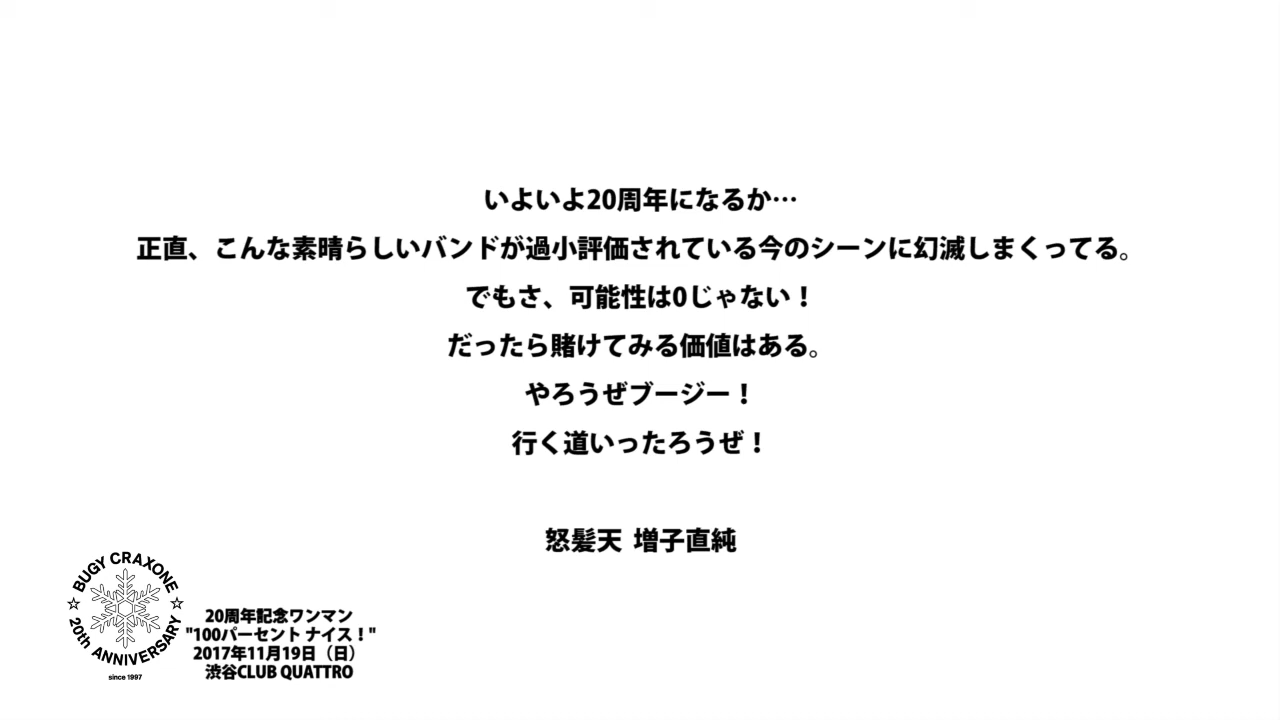 いよいよ20周年になるか…
正直、こんな素晴らしいバンドが過小評価されている今のシーンに幻滅しまくってる。
でもさ、可能性は0じゃない！
だったら賭けてみる価値はある。
やろうぜブージー！
行く道いったろうぜ！
怒髪天 増子直純
BUGY CRAXONE
☆ ☆
20th ANNIVERSARY
since 1997
20周年記念ワンマン
"100パーセント ナイス！"
2017年11月19日（日）
渋谷CLUB QUATTRO